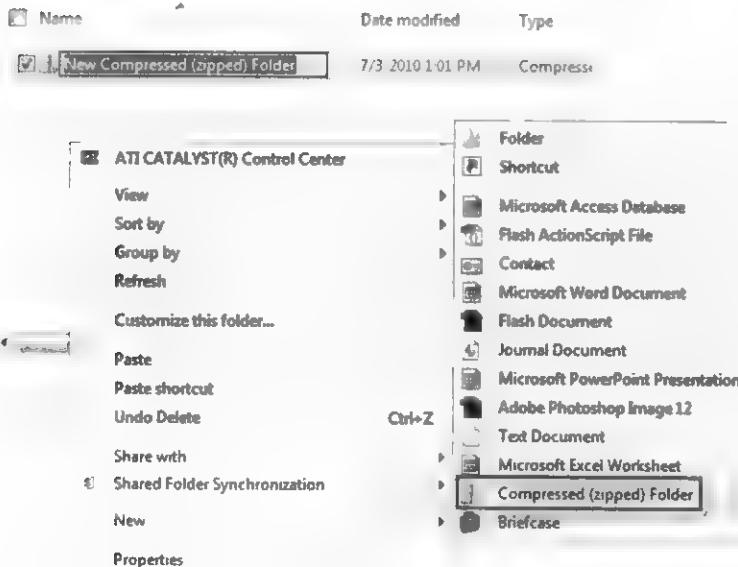 Name Date modified Type
New Compressed (zipped) Folder 7/3 2010 1:01 PM Compresse
ATI CATALYST(R) Control Center
View
Sort by
Group by
Refresh
Customize this folder...
Paste
Paste shortcut
Undo Delete Ctrl+Z
Share with
Shared Folder Synchronization
New
Properties
Folder
Shortcut
Microsoft Access Database
Flash ActionScript File
Contact
Microsoft Word Document
Flash Document
Journal Document
Microsoft PowerPoint Presentation
Adobe Photoshop Image 12
Text Document
Microsoft Excel Worksheet
Compressed (zipped) Folder
Briefcase